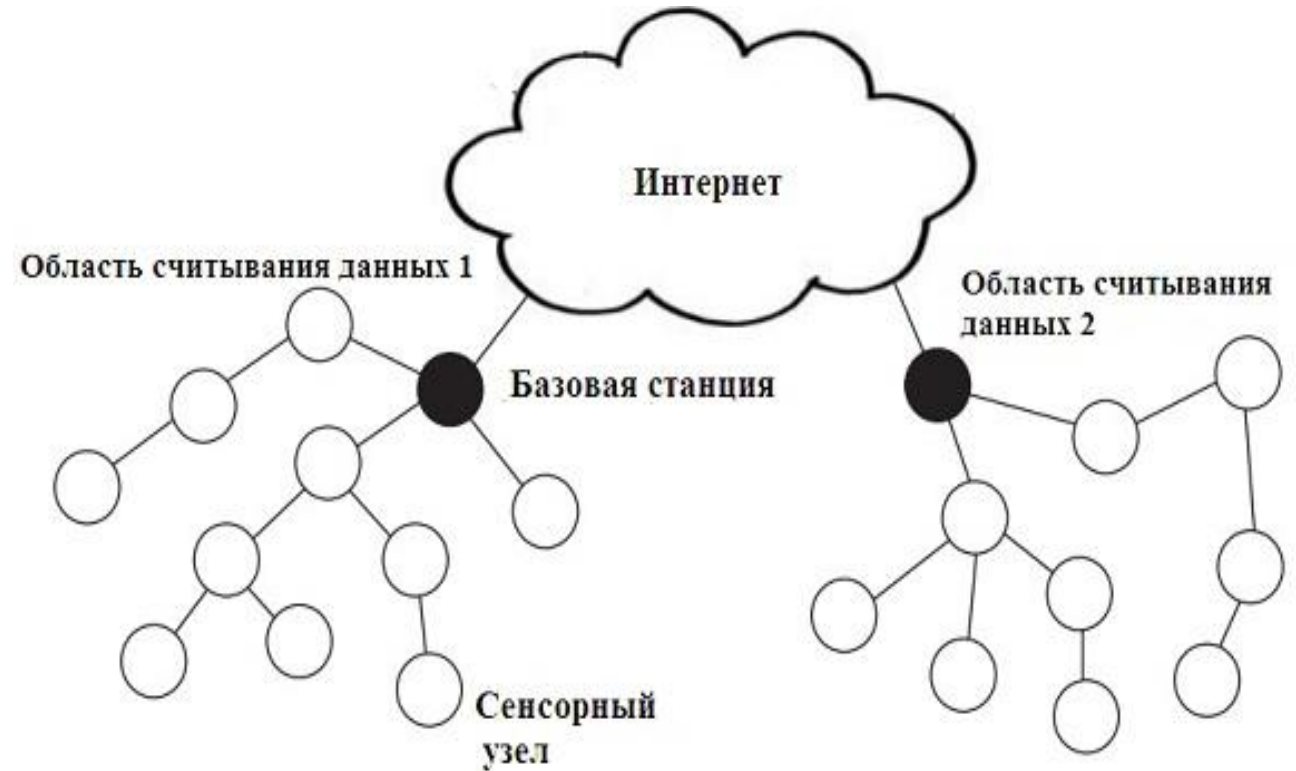 Интернет
Область считывания данных 1
Область считывания
данных 2
Базовая станция
Сенсорный
узел